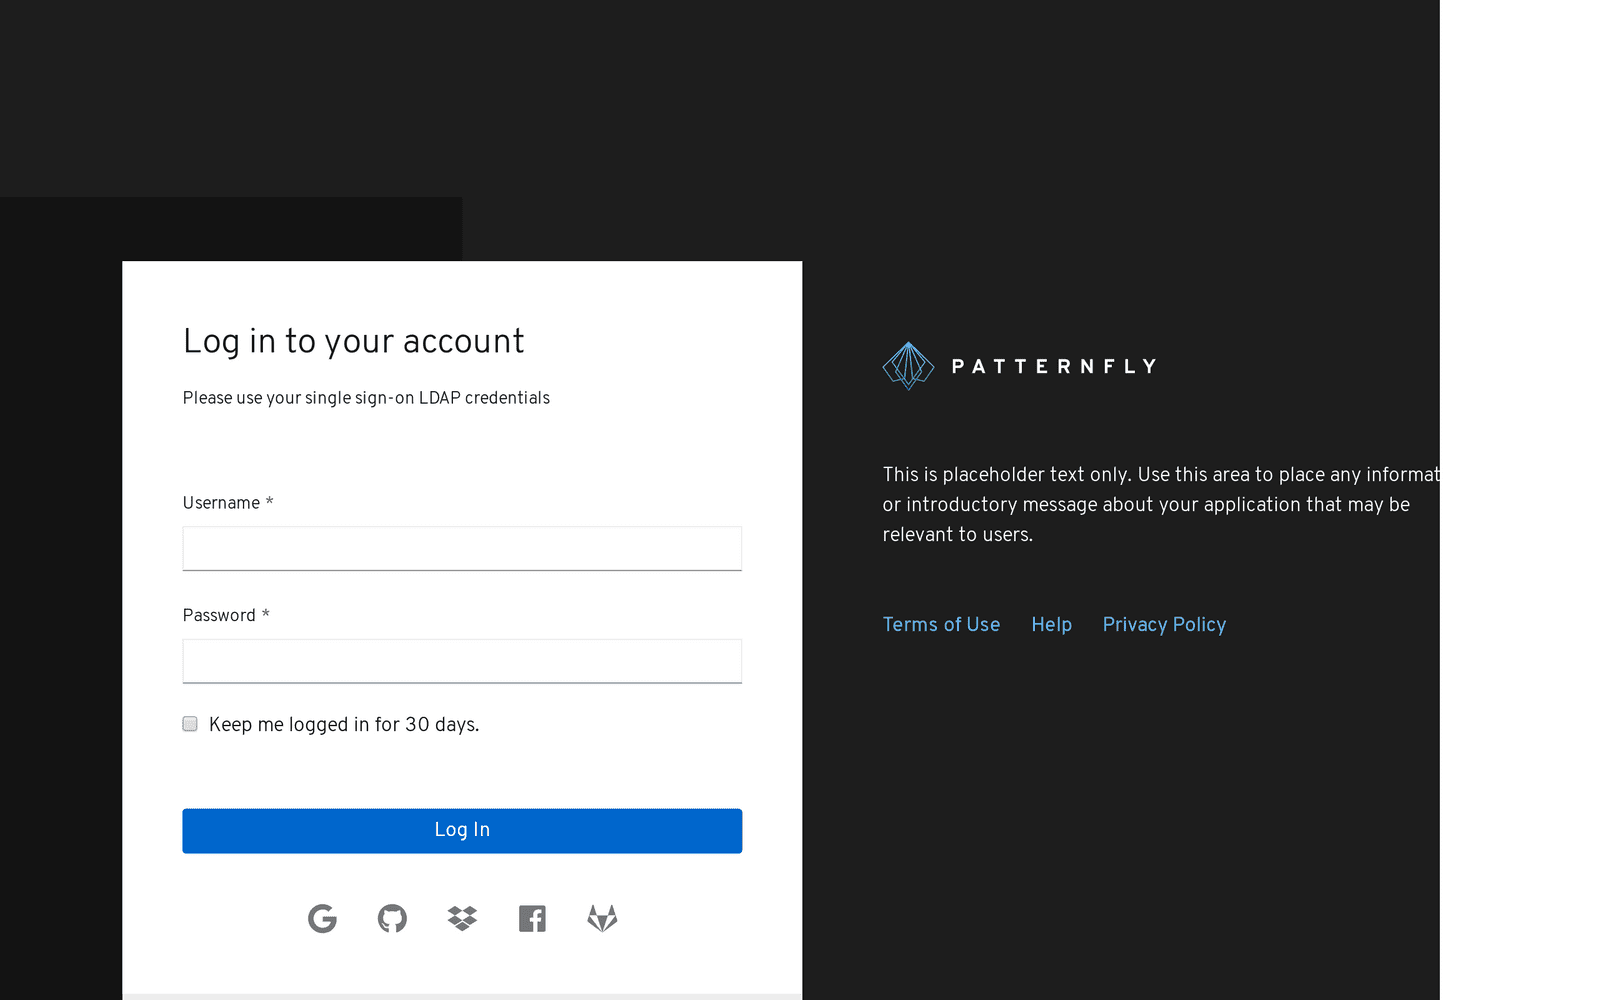 Log in to your account
Please use your single sign-on LDAP credentials
Username *
Password *
Keep me logged in for 30 days.
Log In
PATTERNFLY
This is placeholder text only. Use this area to place any informat
or introductory message about your application that may be
relevant to users.
Terms of Use Help Privacy Policy